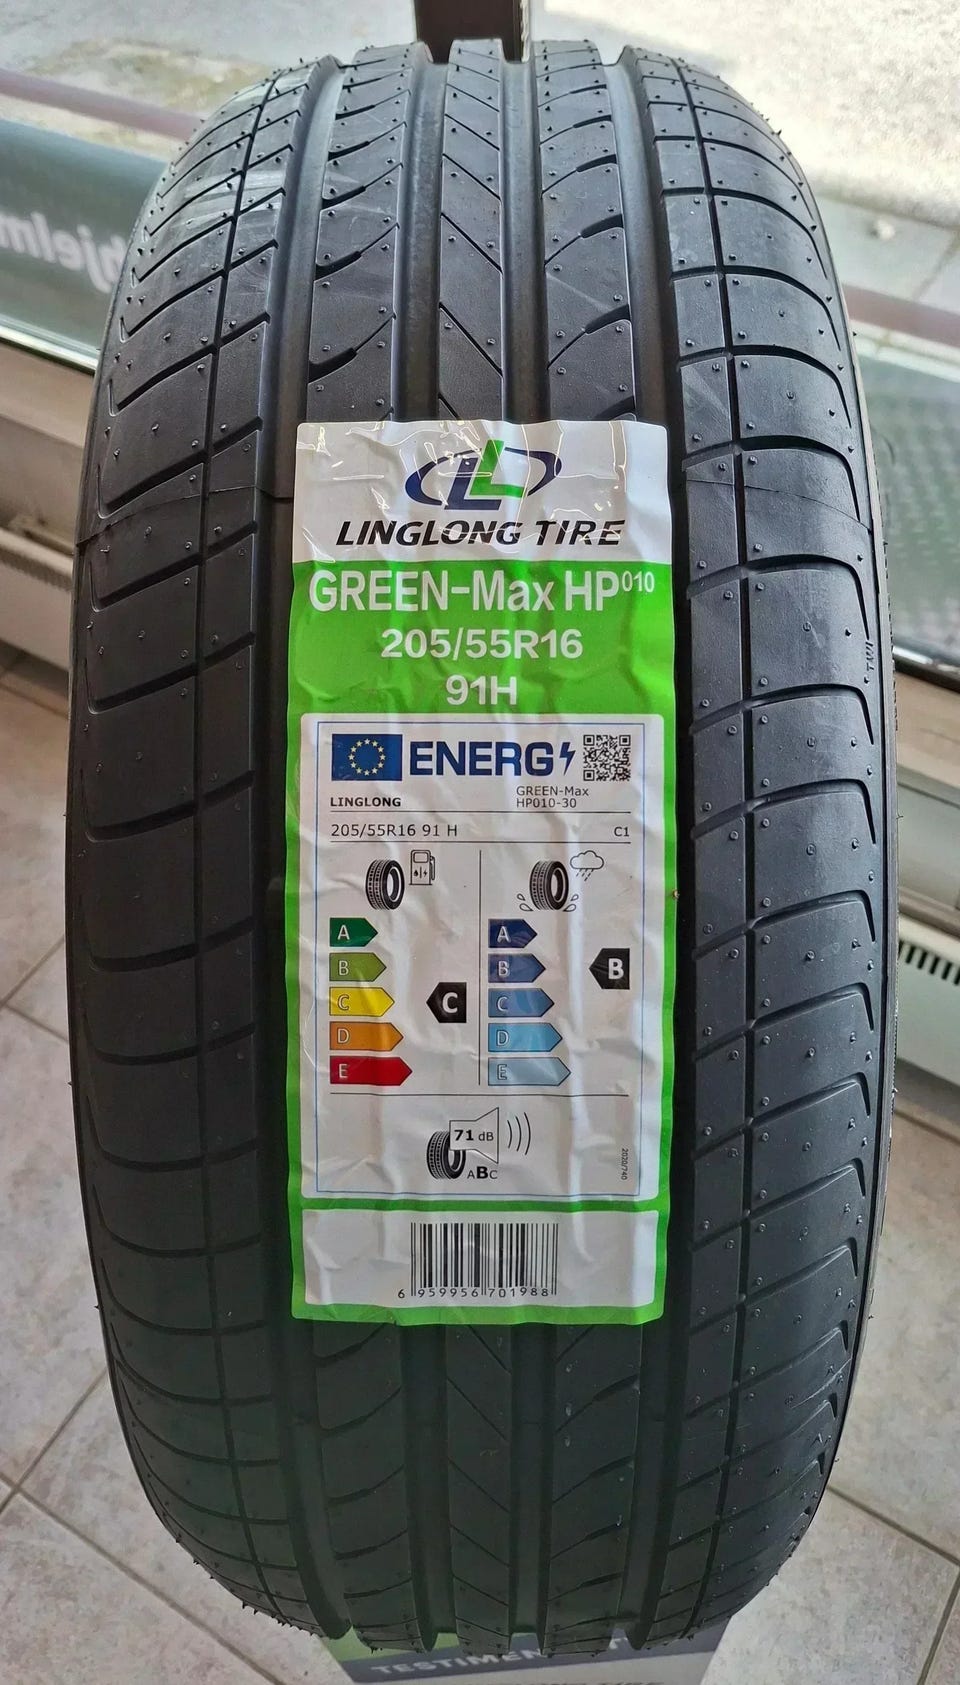 LINGLONG TIRE
GREEN-Max HP010
205/55R16
91H
ENERG
LINGLONG
GREEN-Max
HP010-30
205/55R16 91 H
C1
A
B
C
D
E
C
A
B
C
D
E
B
71 dB
ABC
2020/740
6 959956 701988
TWI